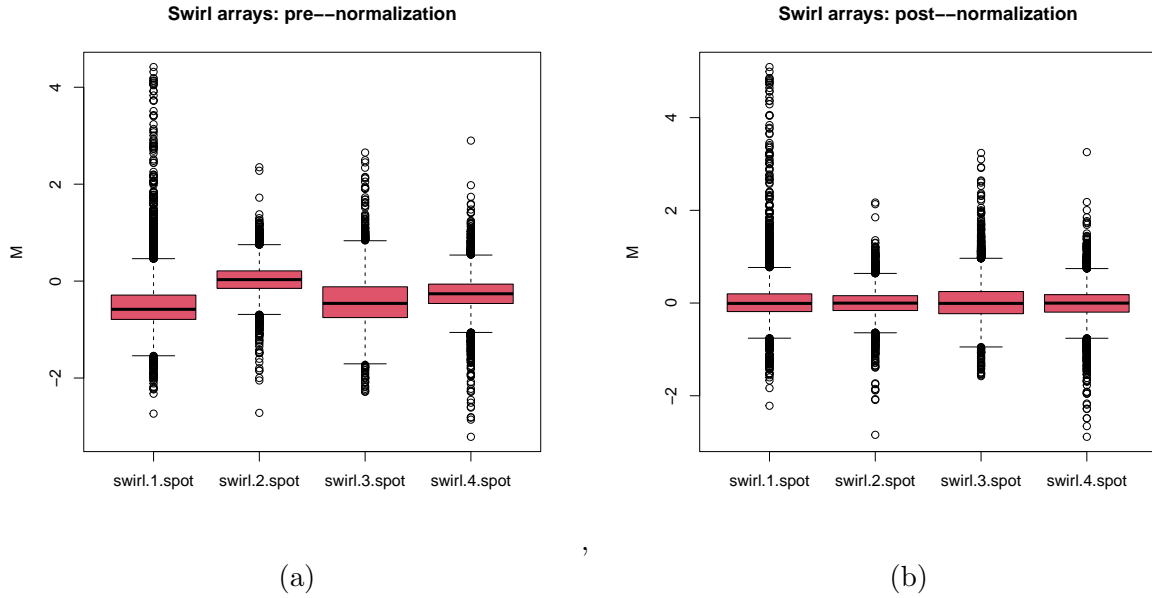 Swirl arrays: pre−−normalization
M
4
2
0
−2
swirl.1.spot swirl.2.spot swirl.3.spot swirl.4.spot
(a)
,
Swirl arrays: post−−normalization
M
4
2
0
−2
swirl.1.spot swirl.2.spot swirl.3.spot swirl.4.spot
(b)